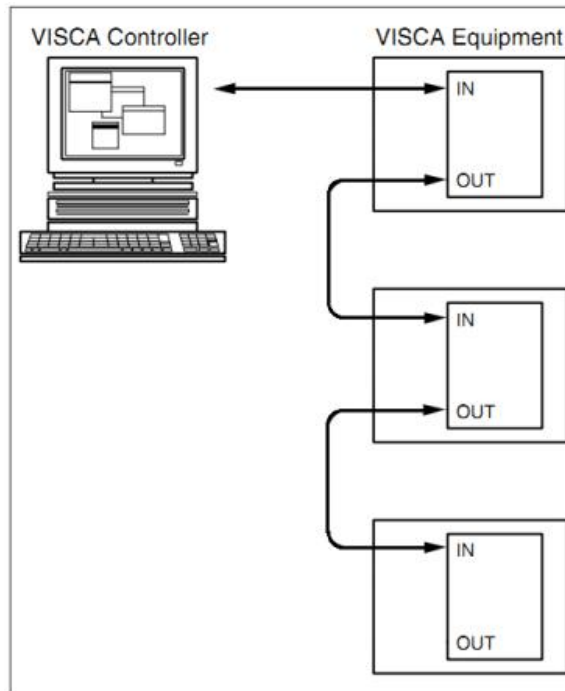 VISCA Controller
VISCA Equipment
IN
OUT
IN
OUT
IN
OUT